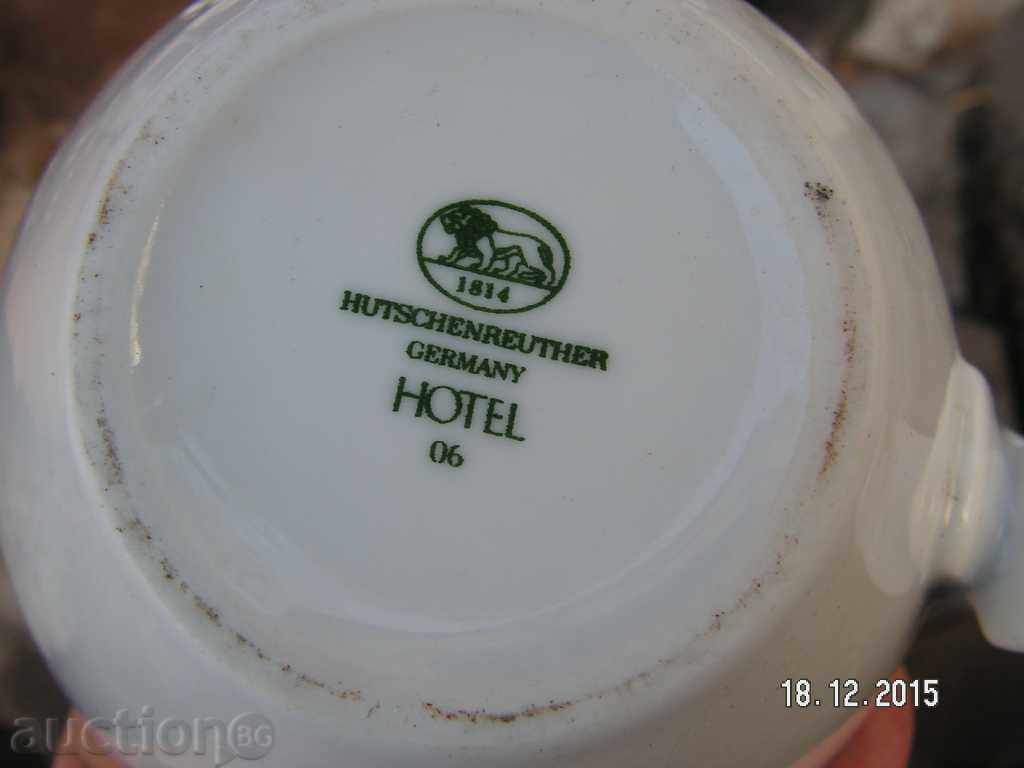 1814
HUTSCHENREUTHER
GERMANY
HOTEL
06
18.12.2015
auction BG